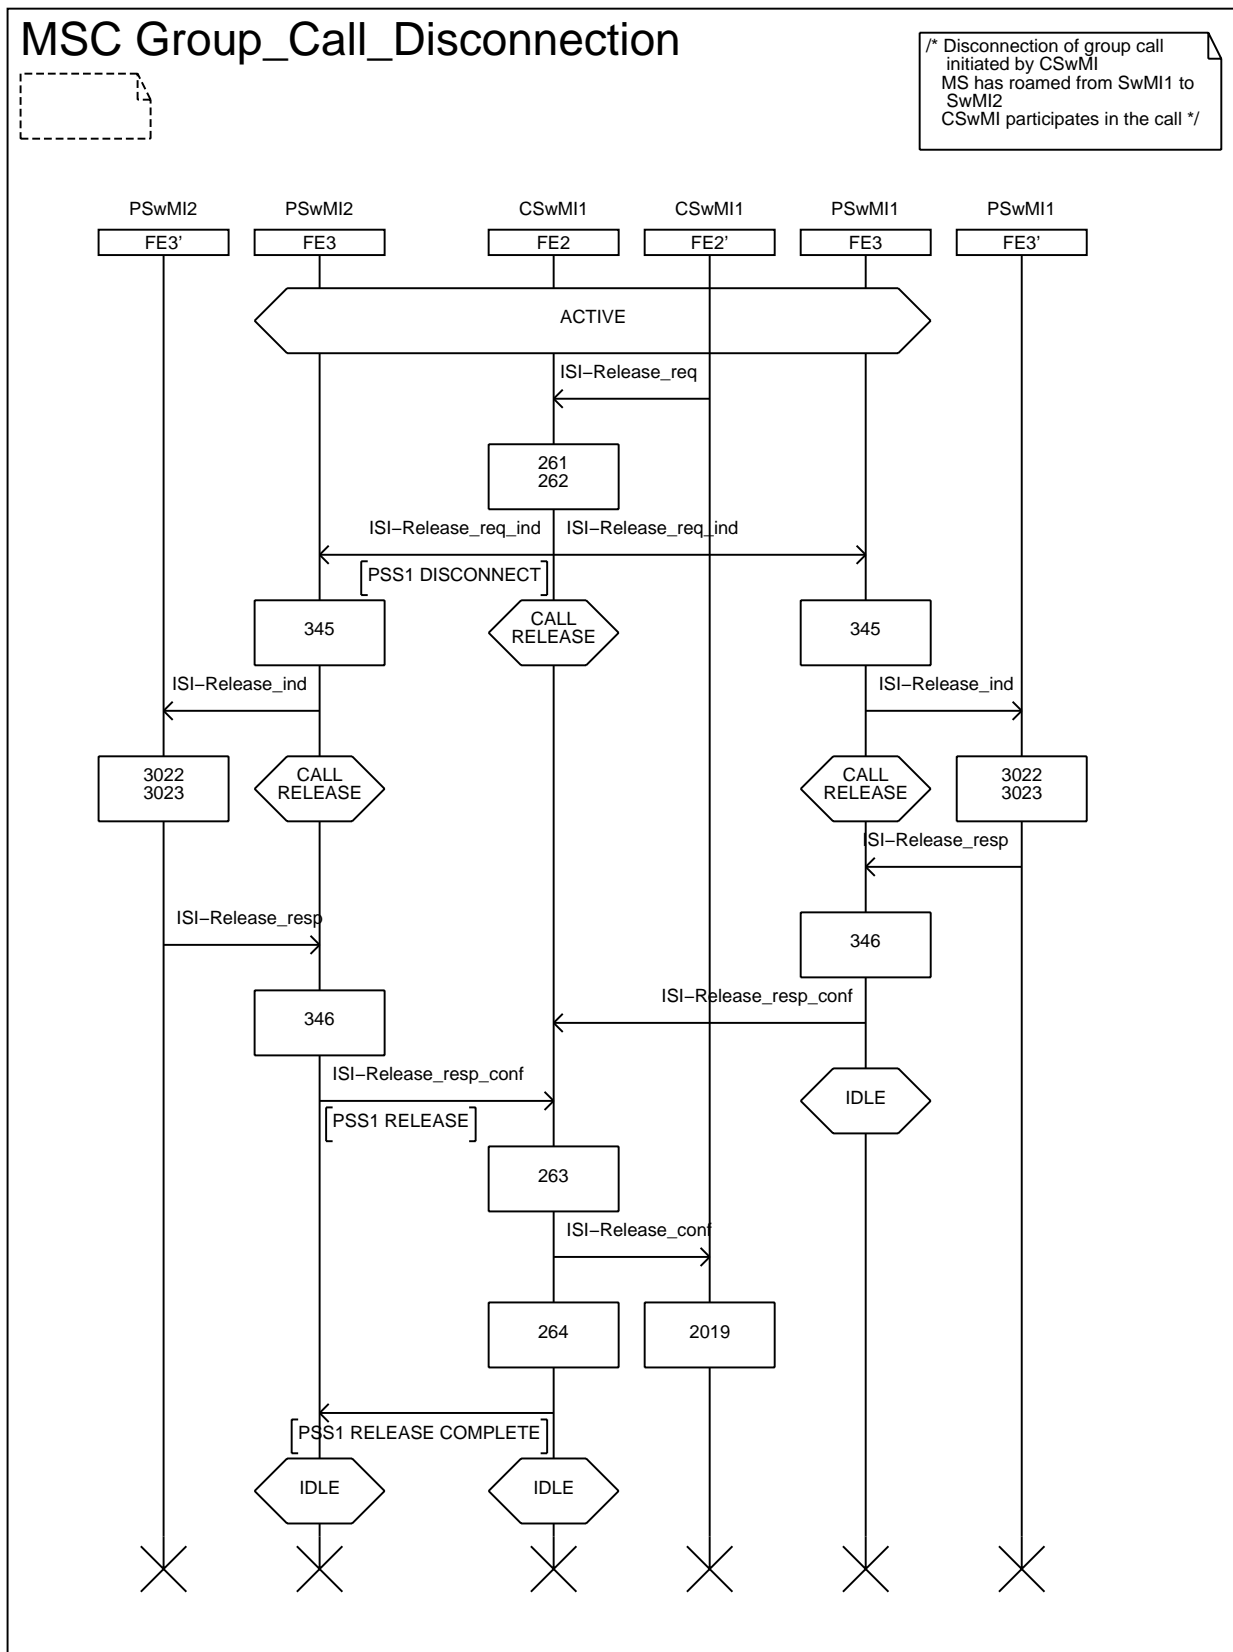 MSC Group_Call_Disconnection
/* Disconnection of group call
initiated by CSwMI
MS has roamed from SwMI1 to
SwMI2
CSwMI participates in the call */
PSwMI2 PSwMI2 CSwMI1 CSwMI1 PSwMI1 PSwMI1
FE3' FE3 FE2 FE2' FE3 FE3'
ACTIVE
ISI−Release_req
261
262
ISI−Release_req_ind ISI−Release_req_ind
PSS1 DISCONNECT
345
CALL
RELEASE
345
ISI−Release_ind ISI−Release_ind
3022
3023
CALL
RELEASE
CALL
RELEASE
3022
3023
ISI−Release_resp
ISI−Release_resp
346
ISI−Release_resp_conf
346
ISI−Release_resp_conf
IDLE
PSS1 RELEASE
263
ISI−Release_conf
264 2019
PSS1 RELEASE COMPLETE
IDLE IDLE